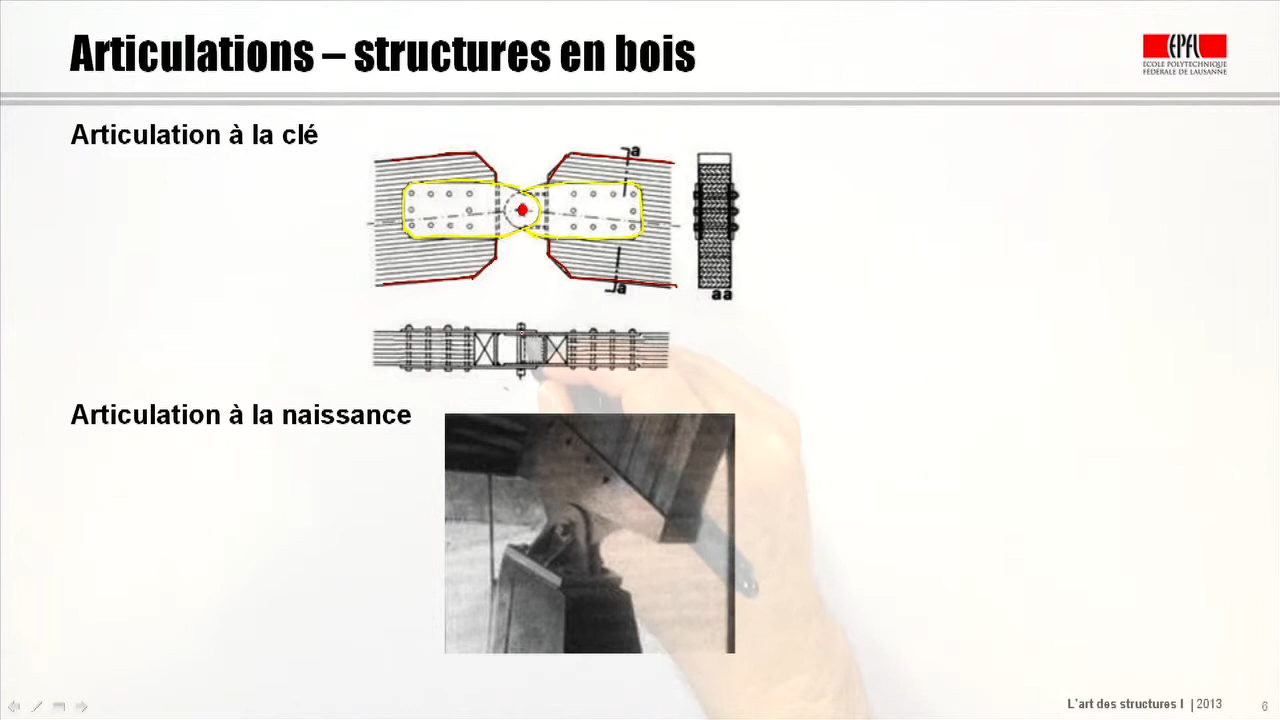 Articulations – structures en bois
EPFL
ÉCOLE POLYTECHNIQUE
FÉDÉRALE DE LAUSANNE
Articulation à la clé
a
a
aa
Articulation à la naissance
L'art des structures I | 2013
6